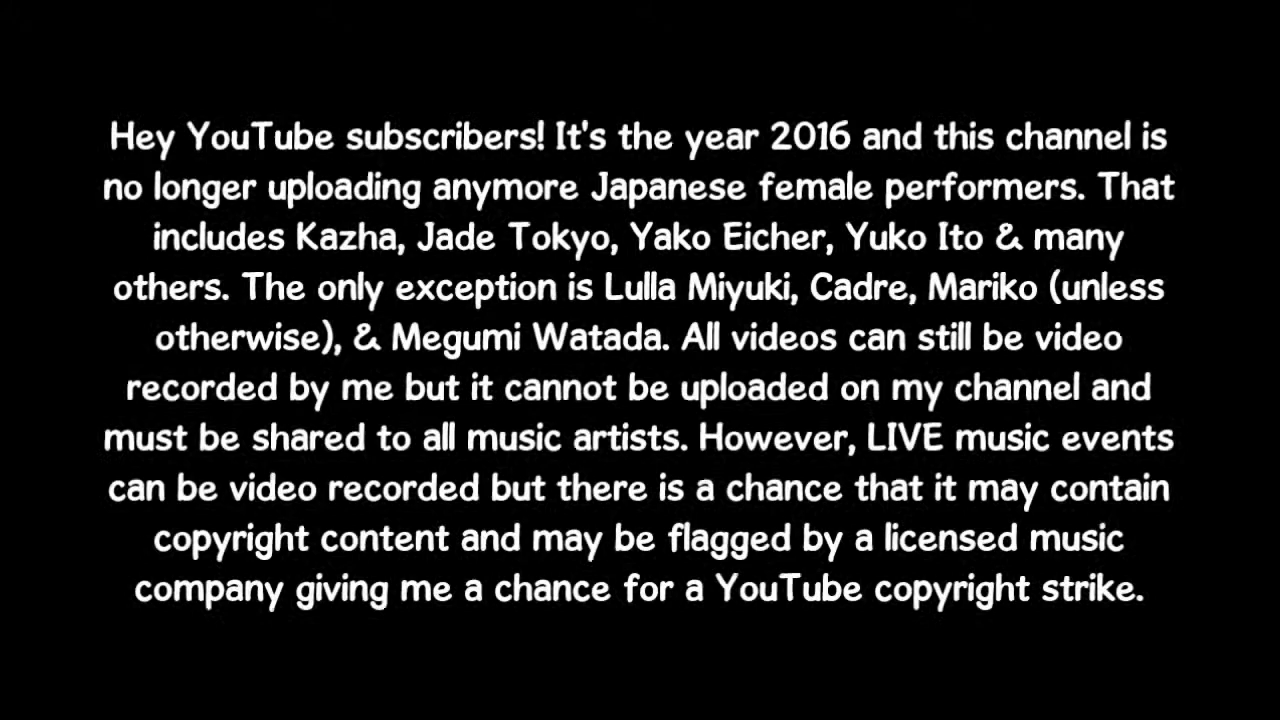 Hey YouTube subscribers! It's the year 2016 and this channel is
no longer uploading anymore Japanese female performers. That
includes Kazha, Jade Tokyo, Yako Eicher, Yuko Ito & many
others. The only exception is Lulla Miyuki, Cadre, Mariko (unless
otherwise), & Megumi Watada. All videos can still be video
recorded by me but it cannot be uploaded on my channel and
must be shared to all music artists. However, LIVE music events
can be video recorded but there is a chance that it may contain
copyright content and may be flagged by a licensed music
company giving me a chance for a YouTube copyright strike.